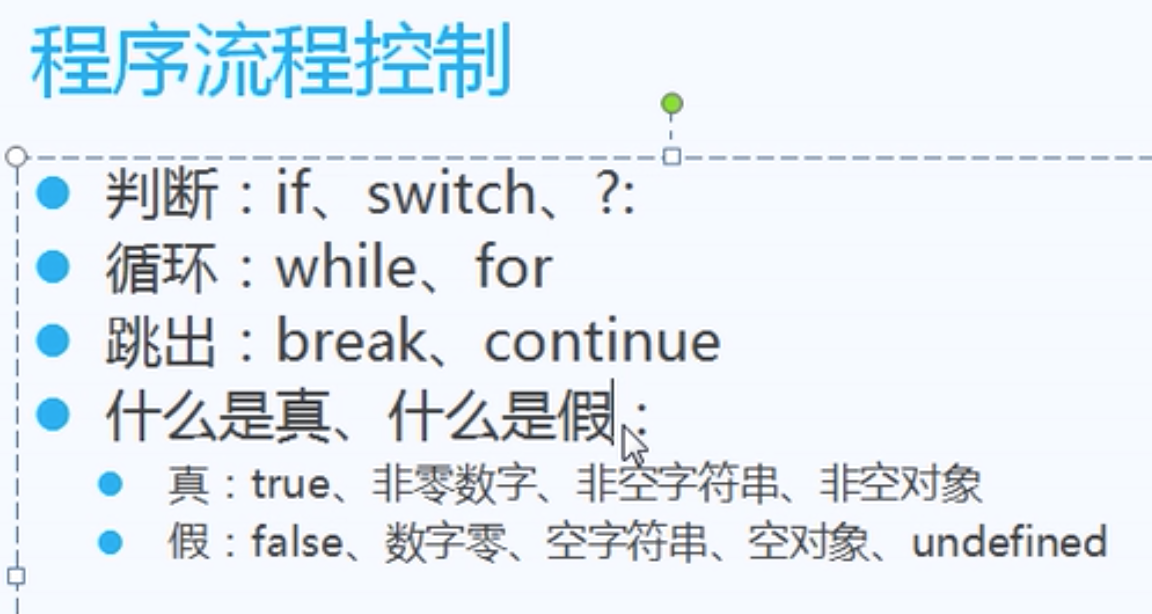 程序流程控制
判断：if、switch、?:
循环：while、for
跳出：break、continue
什么是真、什么是假：
真：true、非零数字、非空字符串、非空对象
假：false、数字零、空字符串、空对象、undefined